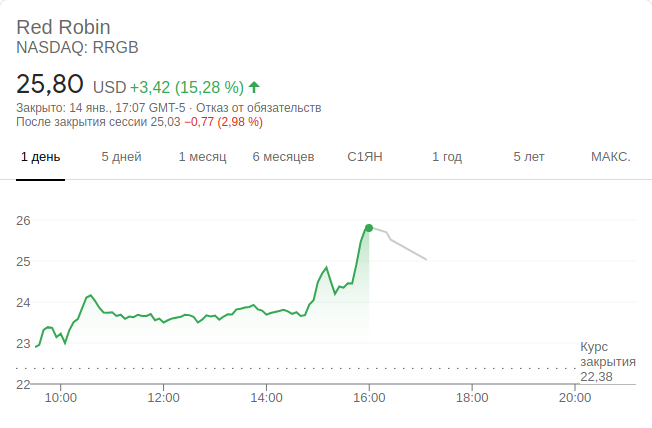 Red Robin
NASDAQ: RRGB
25,80 USD +3,42 (15,28 %)
Закрыто: 14 янв., 17:07 GMT-5 · Отказ от обязательств
После закрытия сессии 25,03 −0,77 (2,98 %)
1 день 5 дней 1 месяц 6 месяцев С1ЯН 1 год 5 лет МАКС.
26
25
24
23
Курс
закрытия
22,38
22
10:00 12:00 14:00 16:00 18:00 20:00